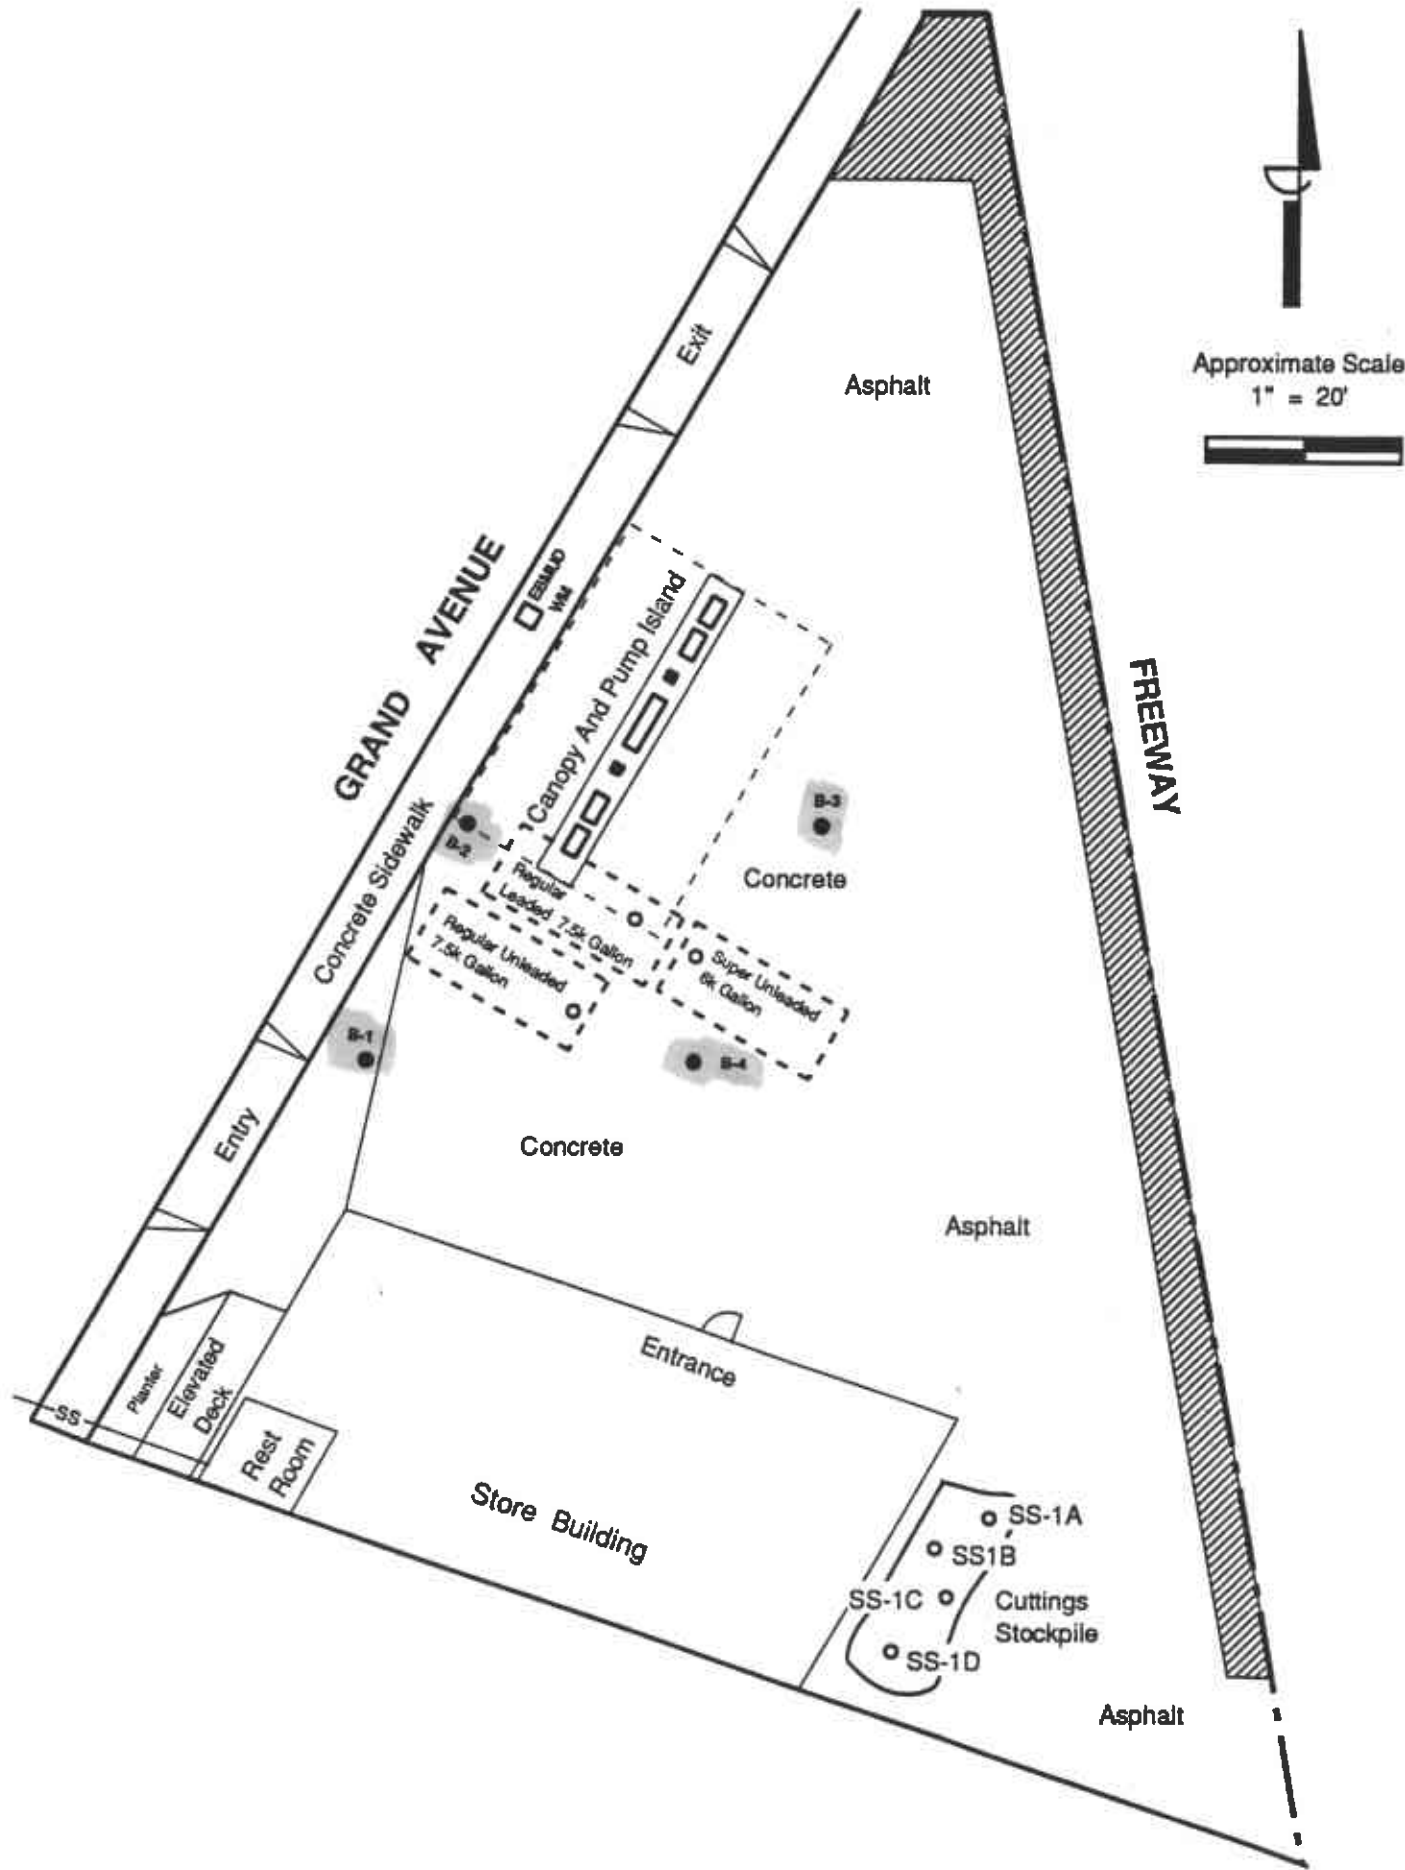 Approximate Scale
1" = 20'
Exit
Asphalt
GRAND AVENUE
EBMUD
WM
Canopy And Pump Island
FREEWAY
B-3
B-2
Concrete Sidewalk
Concrete
Regular
Leaded 7.5k Gallon
Regular Unleaded
7.5k Gallon
Super Unleaded
6k Gallon
B-1
B-4
Entry
Concrete
Asphalt
Entrance
Planter
Elevated
Deck
SS
Rest
Room
Store Building
SS-1A
SS1B
SS-1C
Cuttings
Stockpile
SS-1D
Asphalt